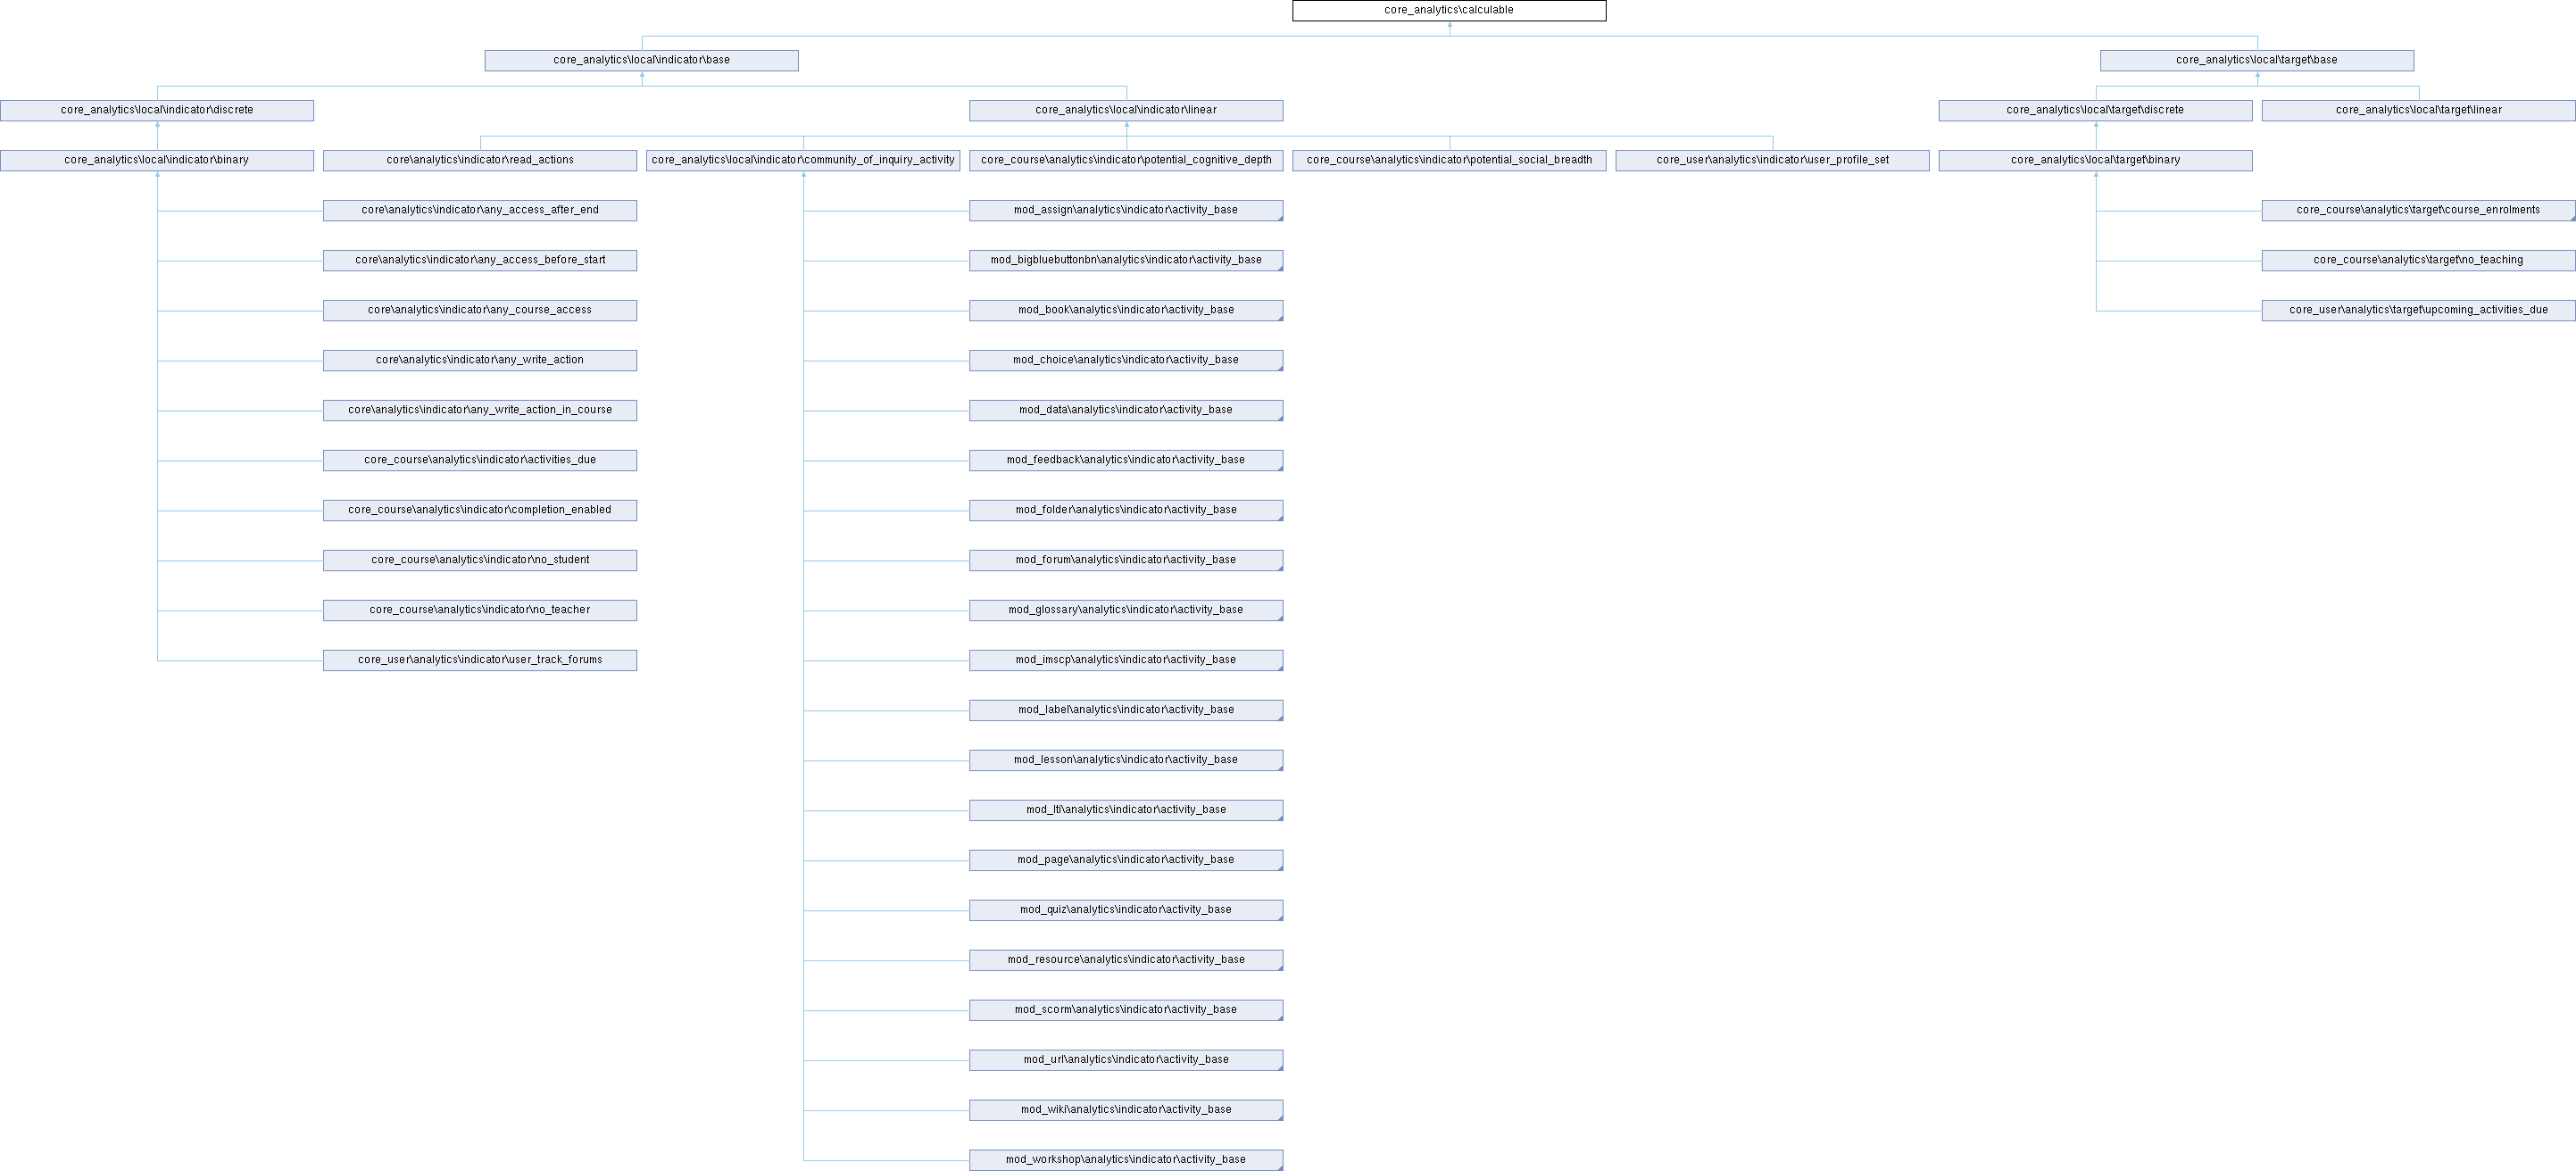 core_analytics\calculable
core_analytics\local\indicator\base
core_analytics\local\target\base
core_analytics\local\indicator\discrete
core_analytics\local\indicator\linear
core_analytics\local\target\discrete
core_analytics\local\target\linear
core_analytics\local\indicator\binary
core\analytics\indicator\read_actions
core_analytics\local\indicator\community_of_inquiry_activity
core_course\analytics\indicator\potential_cognitive_depth
core_course\analytics\indicator\potential_social_breadth
core_user\analytics\indicator\user_profile_set
core_analytics\local\target\binary
core\analytics\indicator\any_access_after_end
mod_assign\analytics\indicator\activity_base
core_course\analytics\target\course_enrolments
core\analytics\indicator\any_access_before_start
mod_bigbluebuttonbn\analytics\indicator\activity_base
core_course\analytics\target\no_teaching
core\analytics\indicator\any_course_access
mod_book\analytics\indicator\activity_base
core_user\analytics\target\upcoming_activities_due
core\analytics\indicator\any_write_action
mod_choice\analytics\indicator\activity_base
core\analytics\indicator\any_write_action_in_course
mod_data\analytics\indicator\activity_base
core_course\analytics\indicator\activities_due
mod_feedback\analytics\indicator\activity_base
core_course\analytics\indicator\completion_enabled
mod_folder\analytics\indicator\activity_base
core_course\analytics\indicator\no_student
mod_forum\analytics\indicator\activity_base
core_course\analytics\indicator\no_teacher
mod_glossary\analytics\indicator\activity_base
core_user\analytics\indicator\user_track_forums
mod_imscp\analytics\indicator\activity_base
mod_label\analytics\indicator\activity_base
mod_lesson\analytics\indicator\activity_base
mod_lti\analytics\indicator\activity_base
mod_page\analytics\indicator\activity_base
mod_quiz\analytics\indicator\activity_base
mod_resource\analytics\indicator\activity_base
mod_scorm\analytics\indicator\activity_base
mod_url\analytics\indicator\activity_base
mod_wiki\analytics\indicator\activity_base
mod_workshop\analytics\indicator\activity_base